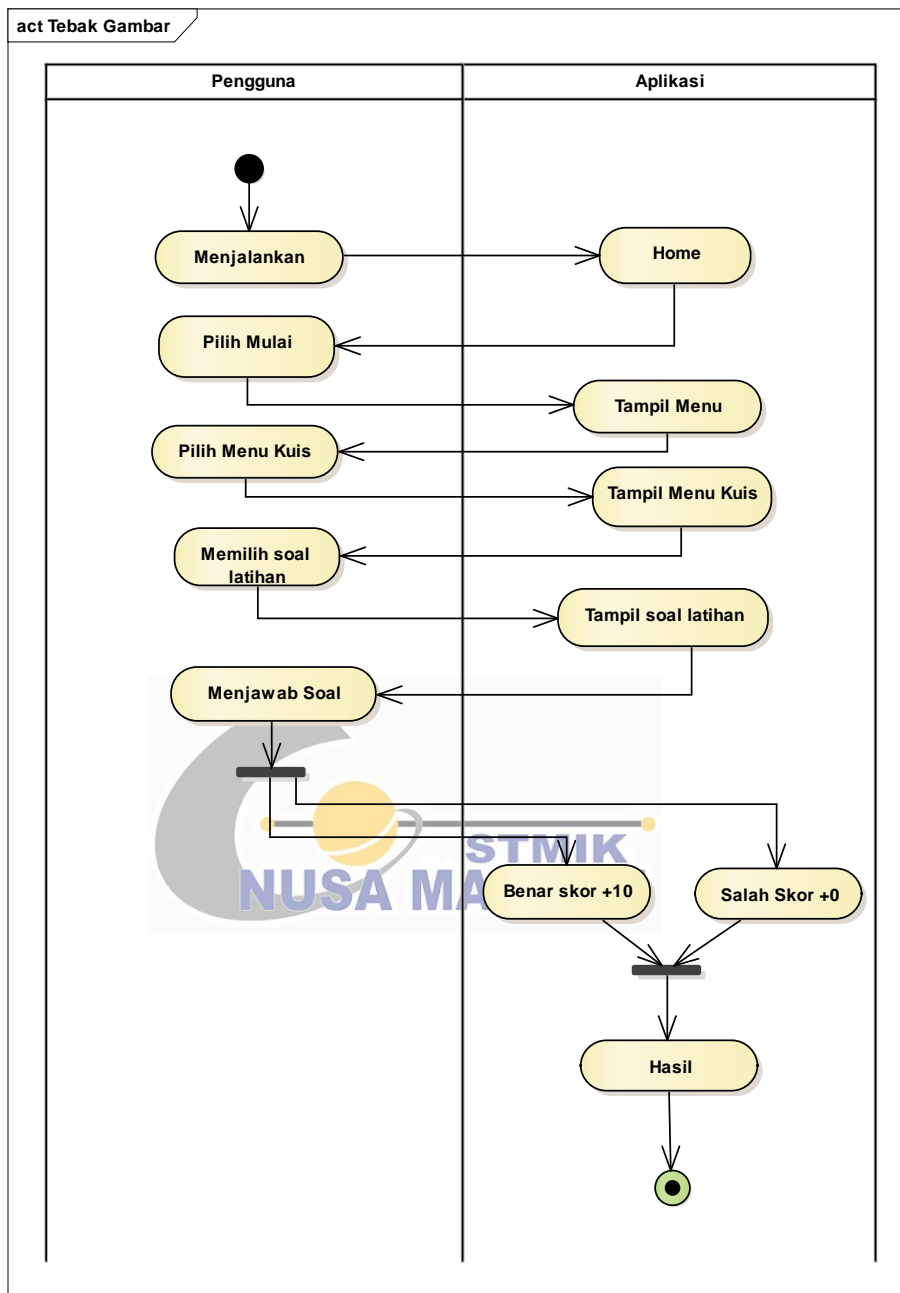 act Tebak Gambar
Pengguna
Aplikasi
Menjalankan
Home
Pilih Mulai
Tampil Menu
Pilih Menu Kuis
Tampil Menu Kuis
Memilih soal
latihan
Tampil soal latihan
Menjawab Soal
STMIK
NUSA MA
Benar skor +10
Salah Skor +0
Hasil